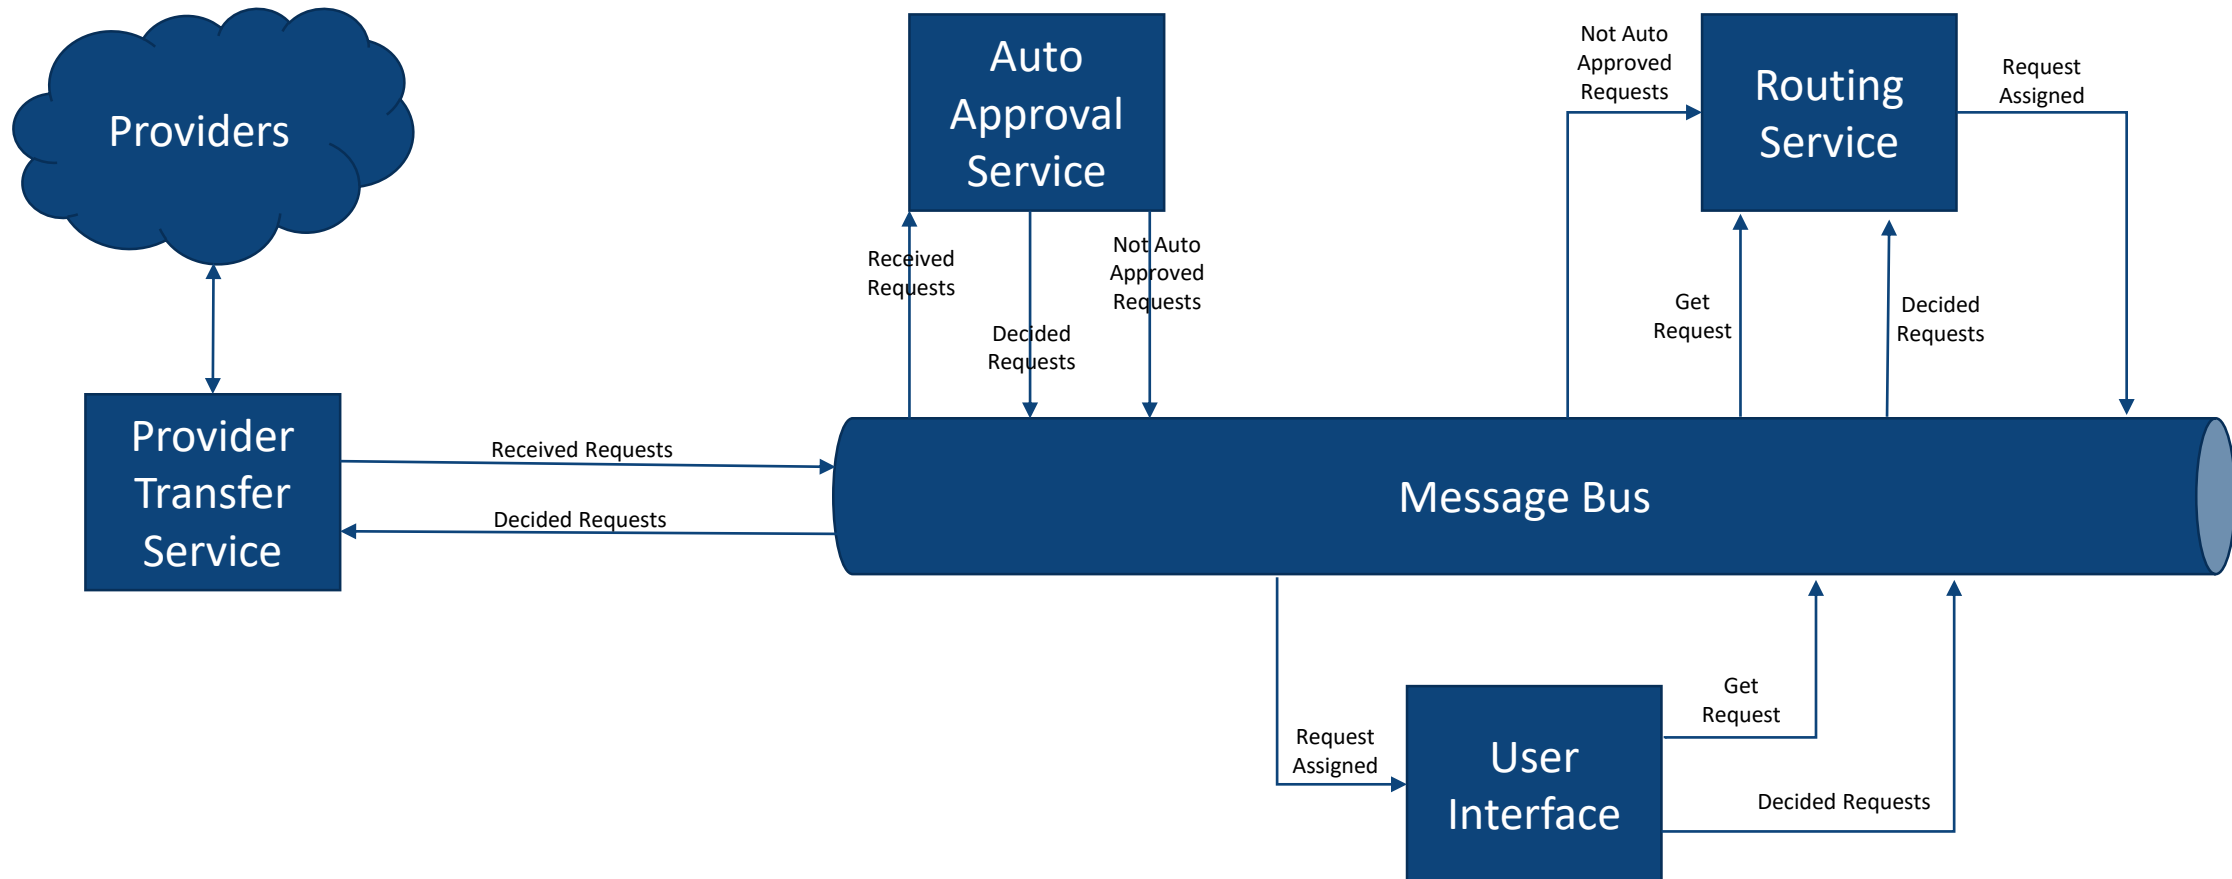 Providers
Auto
Approval
Service
Not Auto
Approved
Requests
Routing
Service
Request
Assigned
Received
Requests
Decided
Requests
Not Auto
Approved
Requests
Get
Request
Decided
Requests
Provider
Transfer
Service
Received Requests
Decided Requests
Message Bus
Request
Assigned
User
Interface
Get
Request
Decided Requests